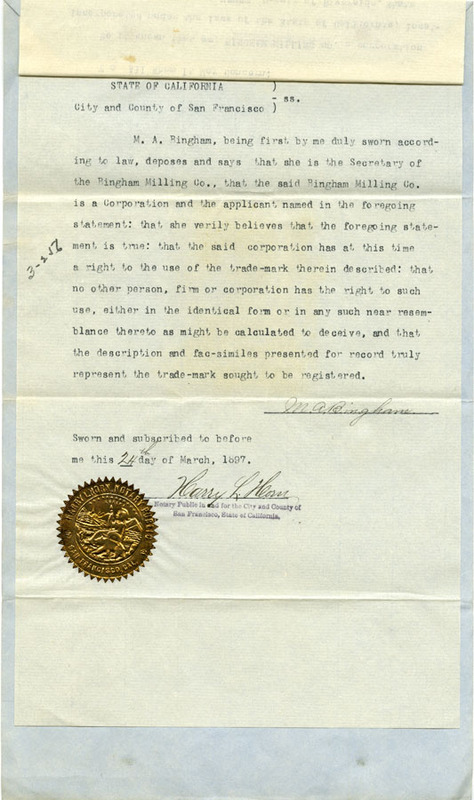 STATE OF CALIFORNIA )
- ss.
City and County of San Francisco )
M. A. Bingham, being first by me duly sworn accord-
ing to law, deposes and says that she is the Secretary of
the Bingham Milling Co., that the said Bingham Milling Co.
is a Corporation and the applicant named in the foregoing
statement: that she verily believes that the foregoing state-
ment is true: that the said corporation has at this time
a right to the use of the trade-mark therein described: that
no other person, firm or corporation has the right to such
use, either in the identical form or in any such near resem-
blance thereto as might be calculated to deceive, and that
the description and fac-similes presented for record truly
represent the trade-mark sought to be registered.
M. A. Bingham
Sworn and subscribed to before
me this 24th day of March, 1897.
Harry
Notary Public in and for the City and County of
San Francisco, State of California.